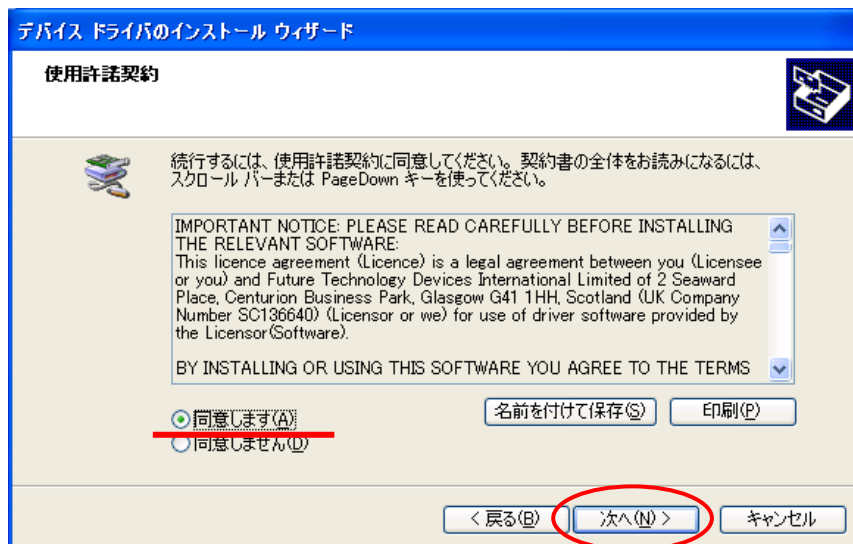 デバイス ドライバのインストール ウィザード
使用許諾契約
続行するには、使用許諾契約に同意してください。契約書の全体をお読みになるには、
スクロール バーまたは PageDown キーを使ってください。
IMPORTANT NOTICE: PLEASE READ CAREFULLY BEFORE INSTALLING
THE RELEVANT SOFTWARE:
This licence agreement (Licence) is a legal agreement between you (Licensee
or you) and Future Technology Devices International Limited of 2 Seaward
Place, Centurion Business Park, Glasgow G41 1HH, Scotland (UK Company
Number SC136640) (Licensor or we) for use of driver software provided by
the Licensor(Software).
BY INSTALLING OR USING THIS SOFTWARE YOU AGREE TO THE TERMS
同意します(A)
名前を付けて保存(S)
印刷(P)
同意しません(D)
< 戻る(B)
次へ(N) >
キャンセル